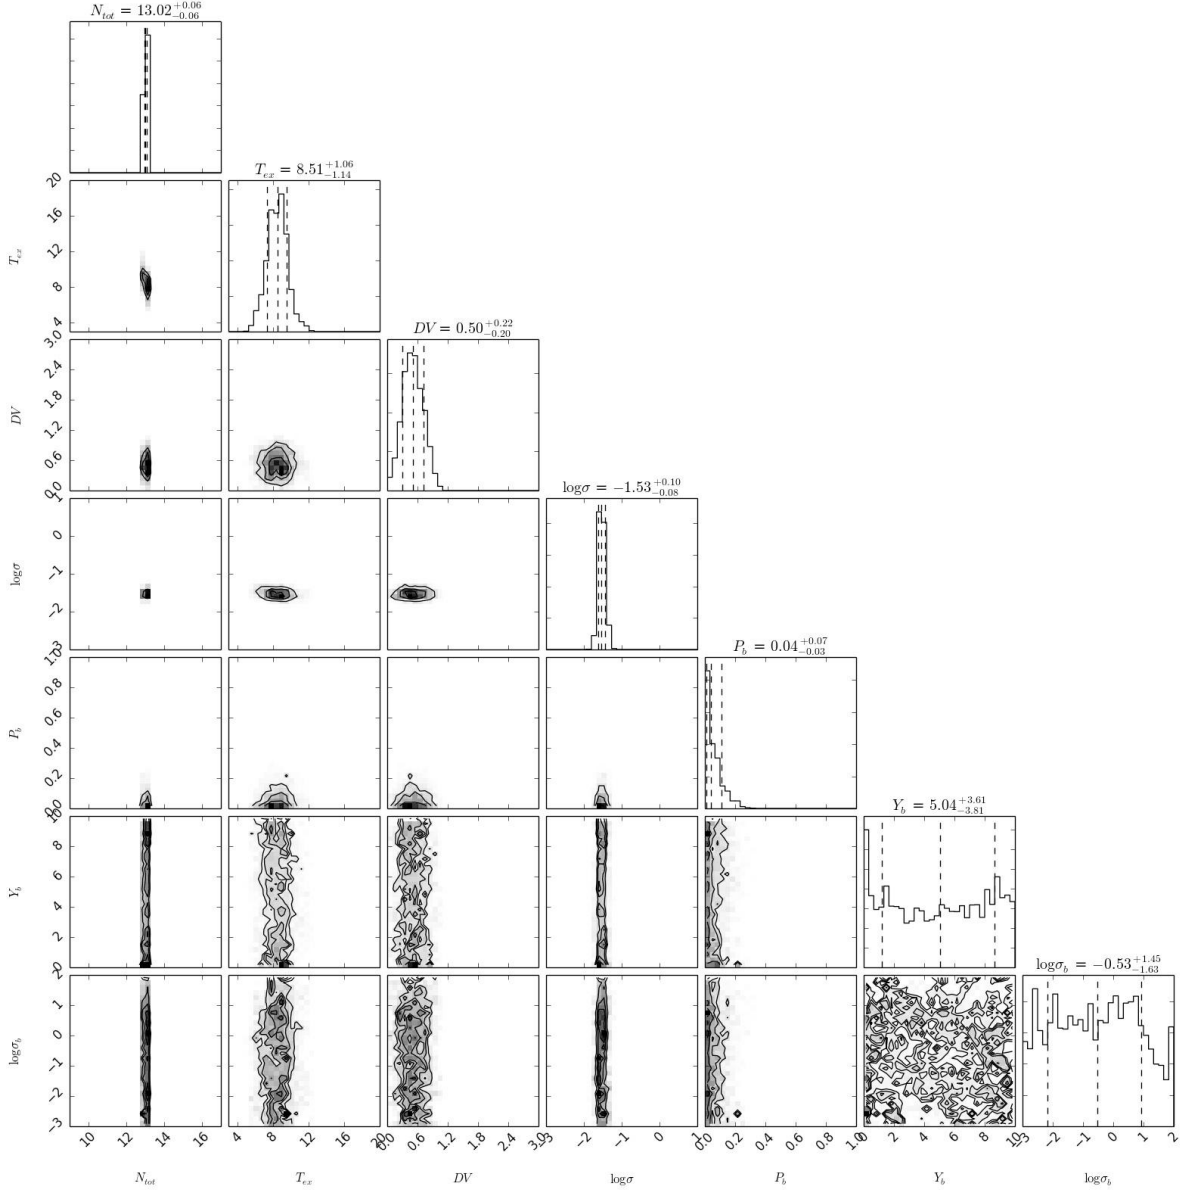 N_tot = 13.02 +0.06 −0.06
T_ex = 8.51 +1.06 −1.14
DV = 0.50 +0.22 −0.20
logσ = −1.53 +0.10 −0.08
P_b = 0.04 +0.07 −0.03
Y_b = 5.04 +3.61 −3.81
logσ_b = −0.53 +1.45 −1.63
T_ex
20
16
12
8
4
DV
3.0
2.4
1.8
1.2
0.6
0.0
logσ
1
0
−1
−2
−3
P_b
1.0
0.8
0.6
0.4
0.2
0.0
Y_b
10
8
6
4
2
0
logσ_b
2
1
0
−1
−2
−3
10 12 14 16
4 8 12 16 20
0.0 0.6 1.2 1.8 2.4 3.0
−3 −2 −1 0 1
0.0 0.2 0.4 0.6 0.8 1.0
0 2 4 6 8 10
−3 −2 −1 0 1 2
N_tot T_ex DV logσ P_b Y_b logσ_b